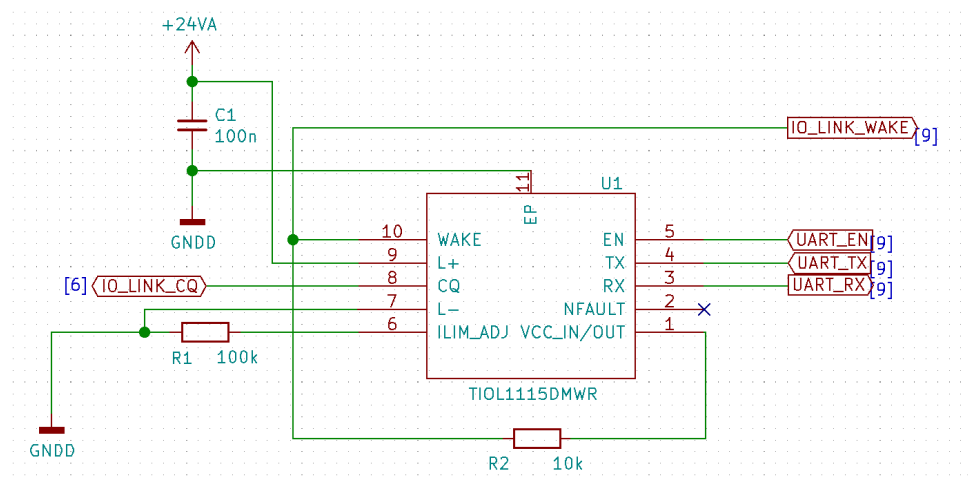 +24VA
C1
100n
IO_LINK_WAKE
[9]
GNDD
11
EP
U1
10
WAKE
EN
5
UART_EN
[9]
9
L+
TX
4
UART_TX
[9]
[6]
IO_LINK_CQ
8
CQ
RX
3
UART_RX
[9]
7
L-
NFAULT
2
6
ILIM_ADJ
VCC_IN/OUT
1
R1
100k
TIOL1115DMWR
GNDD
R2
10k